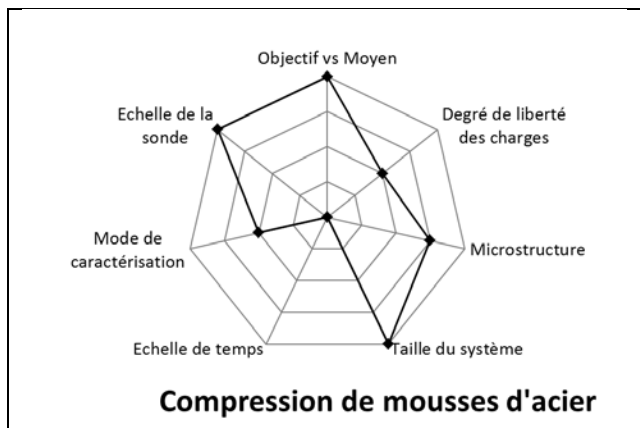 Objectif vs Moyen
Degré de liberté
des charges
Microstructure
Taille du système
Echelle de temps
Mode de
caractérisation
Echelle de la
sonde
Compression de mousses d'acier